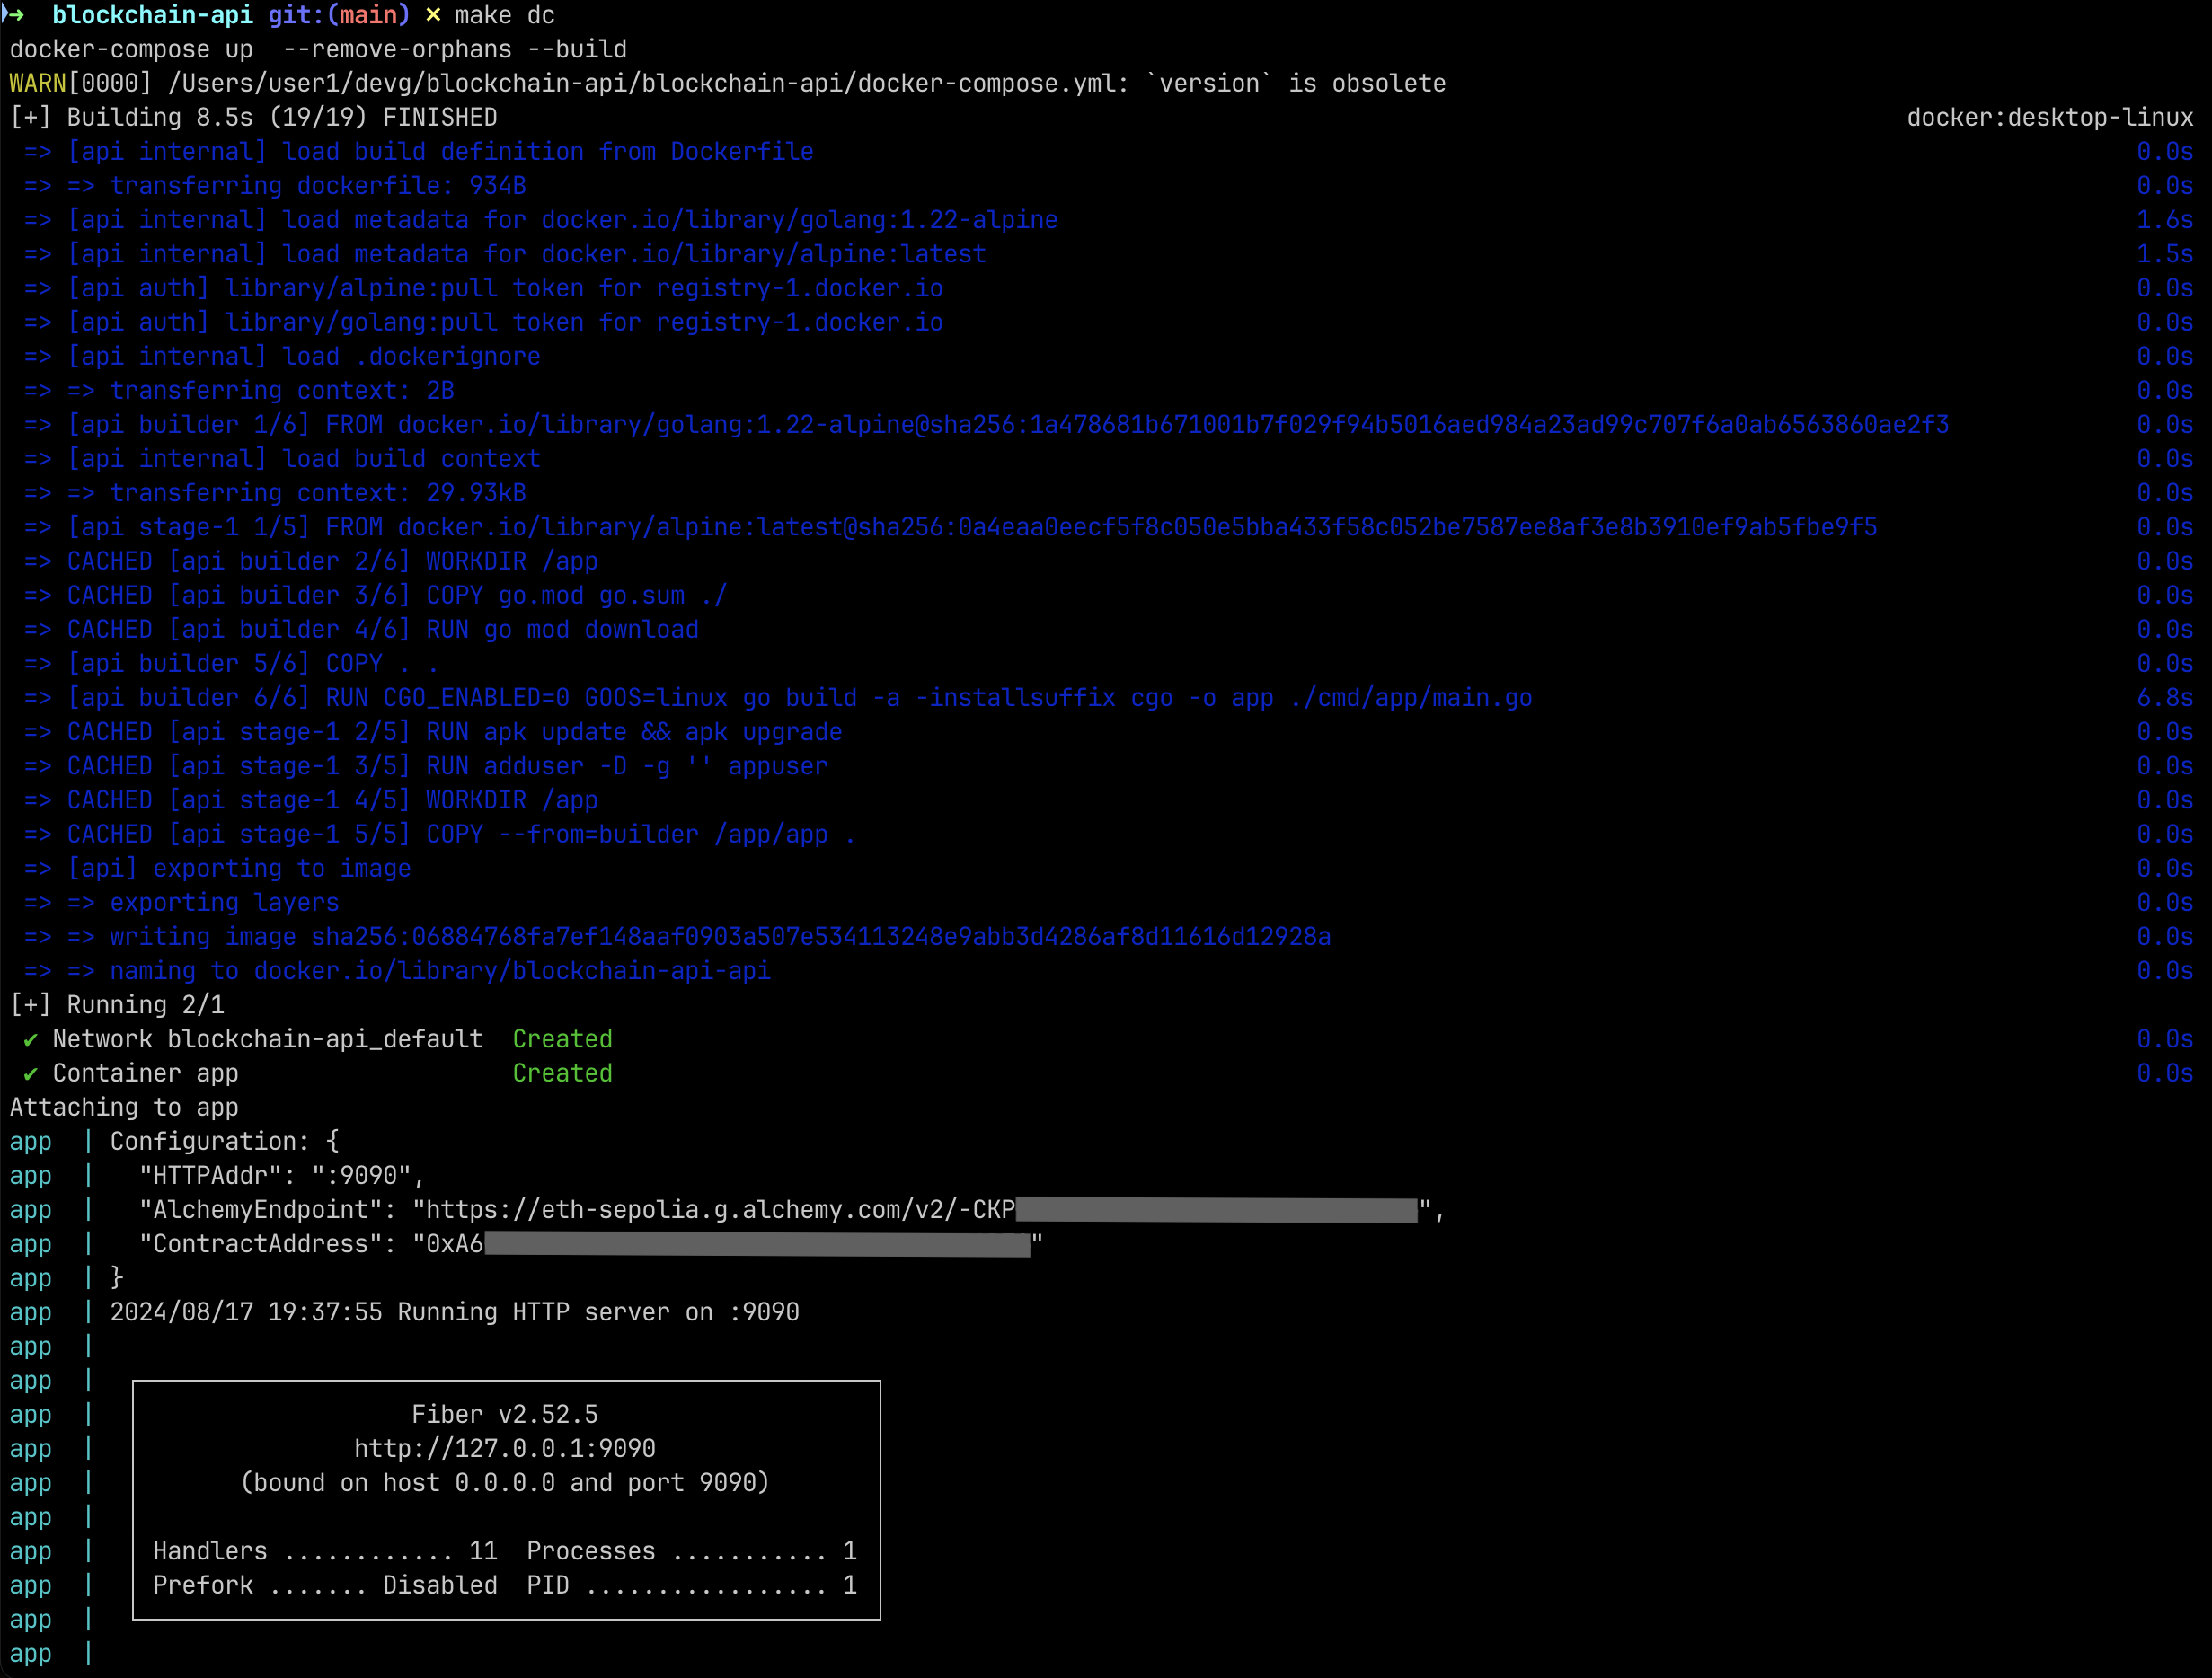 ➜  blockchain-api git:(main) ✗ make dc
docker-compose up  --remove-orphans --build
WARN[0000] /Users/user1/devg/blockchain-api/blockchain-api/docker-compose.yml: `version` is obsolete
[+] Building 8.5s (19/19) FINISHED docker:desktop-linux
=> [api internal] load build definition from Dockerfile 0.0s
=> => transferring dockerfile: 934B 0.0s
=> [api internal] load metadata for docker.io/library/golang:1.22-alpine 1.6s
=> [api internal] load metadata for docker.io/library/alpine:latest 1.5s
=> [api auth] library/alpine:pull token for registry-1.docker.io 0.0s
=> [api auth] library/golang:pull token for registry-1.docker.io 0.0s
=> [api internal] load .dockerignore 0.0s
=> => transferring context: 2B 0.0s
=> [api builder 1/6] FROM docker.io/library/golang:1.22-alpine@sha256:1a478681b671001b7f029f94b5016aed984a23ad99c707f6a0ab6563860ae2f3 0.0s
=> [api internal] load build context 0.0s
=> => transferring context: 29.93kB 0.0s
=> [api stage-1 1/5] FROM docker.io/library/alpine:latest@sha256:0a4eaa0eecf5f8c050e5bba433f58c052be7587ee8af3e8b3910ef9ab5fbe9f5 0.0s
=> CACHED [api builder 2/6] WORKDIR /app 0.0s
=> CACHED [api builder 3/6] COPY go.mod go.sum ./ 0.0s
=> CACHED [api builder 4/6] RUN go mod download 0.0s
=> [api builder 5/6] COPY . . 0.0s
=> [api builder 6/6] RUN CGO_ENABLED=0 GOOS=linux go build -a -installsuffix cgo -o app ./cmd/app/main.go 6.8s
=> CACHED [api stage-1 2/5] RUN apk update && apk upgrade 0.0s
=> CACHED [api stage-1 3/5] RUN adduser -D -g '' appuser 0.0s
=> CACHED [api stage-1 4/5] WORKDIR /app 0.0s
=> CACHED [api stage-1 5/5] COPY --from=builder /app/app . 0.0s
=> [api] exporting to image 0.0s
=> => exporting layers 0.0s
=> => writing image sha256:06884768fa7ef148aaf0903a507e534113248e9abb3d4286af8d11616d12928a 0.0s
=> => naming to docker.io/library/blockchain-api-api 0.0s
[+] Running 2/1
✔ Network blockchain-api_default  Created 0.0s
✔ Container app                   Created 0.0s
Attaching to app
app  | Configuration: {
app  |   "HTTPAddr": ":9090",
app  |   "AlchemyEndpoint": "https://eth-sepolia.g.alchemy.com/v2/-CKP",
app  |   "ContractAddress": "0xA6"
app  | }
app  | 2024/08/17 19:37:55 Running HTTP server on :9090
app  |
app  |
app  | Fiber v2.52.5
app  | http://127.0.0.1:9090
app  | (bound on host 0.0.0.0 and port 9090)
app  |
app  | Handlers ............ 11  Processes ........... 1
app  | Prefork ....... Disabled  PID ................. 1
app  |
app  |